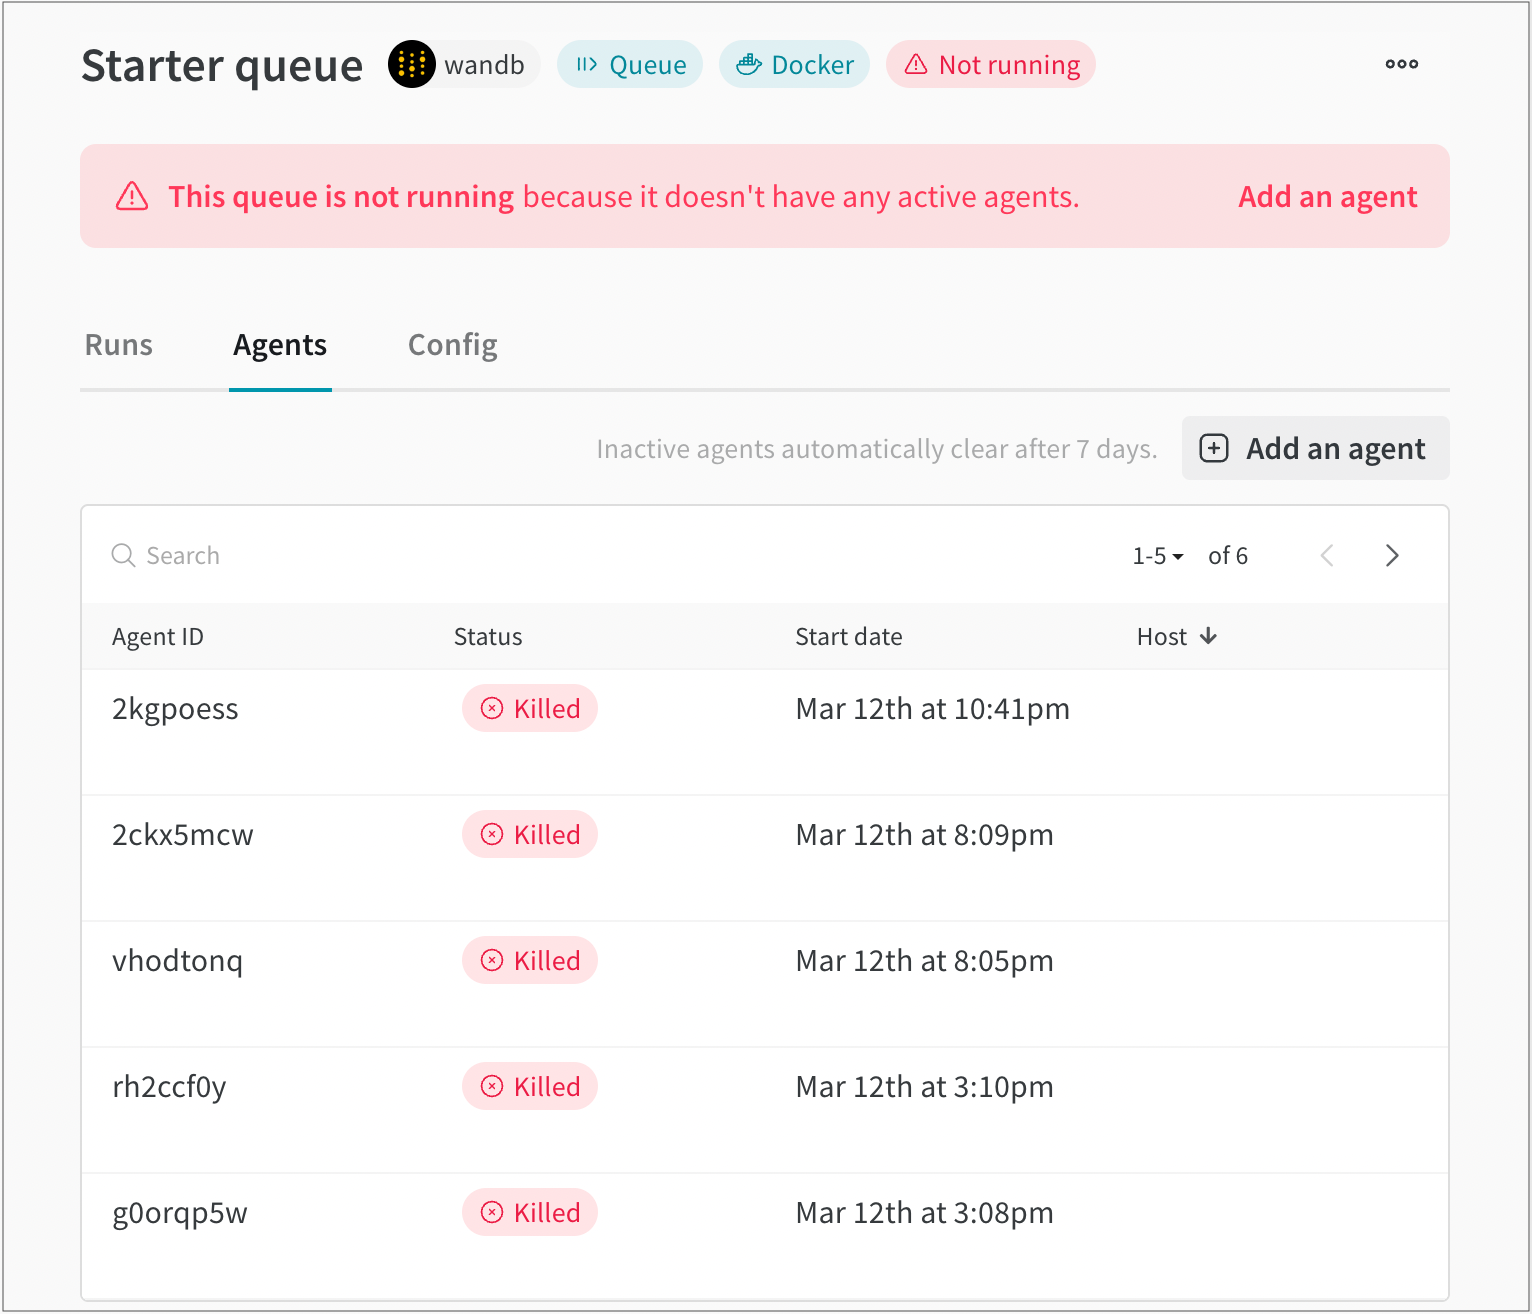 Starter queue wandb Queue Docker Not running
This queue is not running because it doesn't have any active agents. Add an agent
Runs Agents Config
Inactive agents automatically clear after 7 days. Add an agent
Search 1-5 of 6
Agent ID Status Start date Host
2kgpoess Killed Mar 12th at 10:41pm
2ckx5mcw Killed Mar 12th at 8:09pm
vhodtonq Killed Mar 12th at 8:05pm
rh2ccf0y Killed Mar 12th at 3:10pm
g0orqp5w Killed Mar 12th at 3:08pm